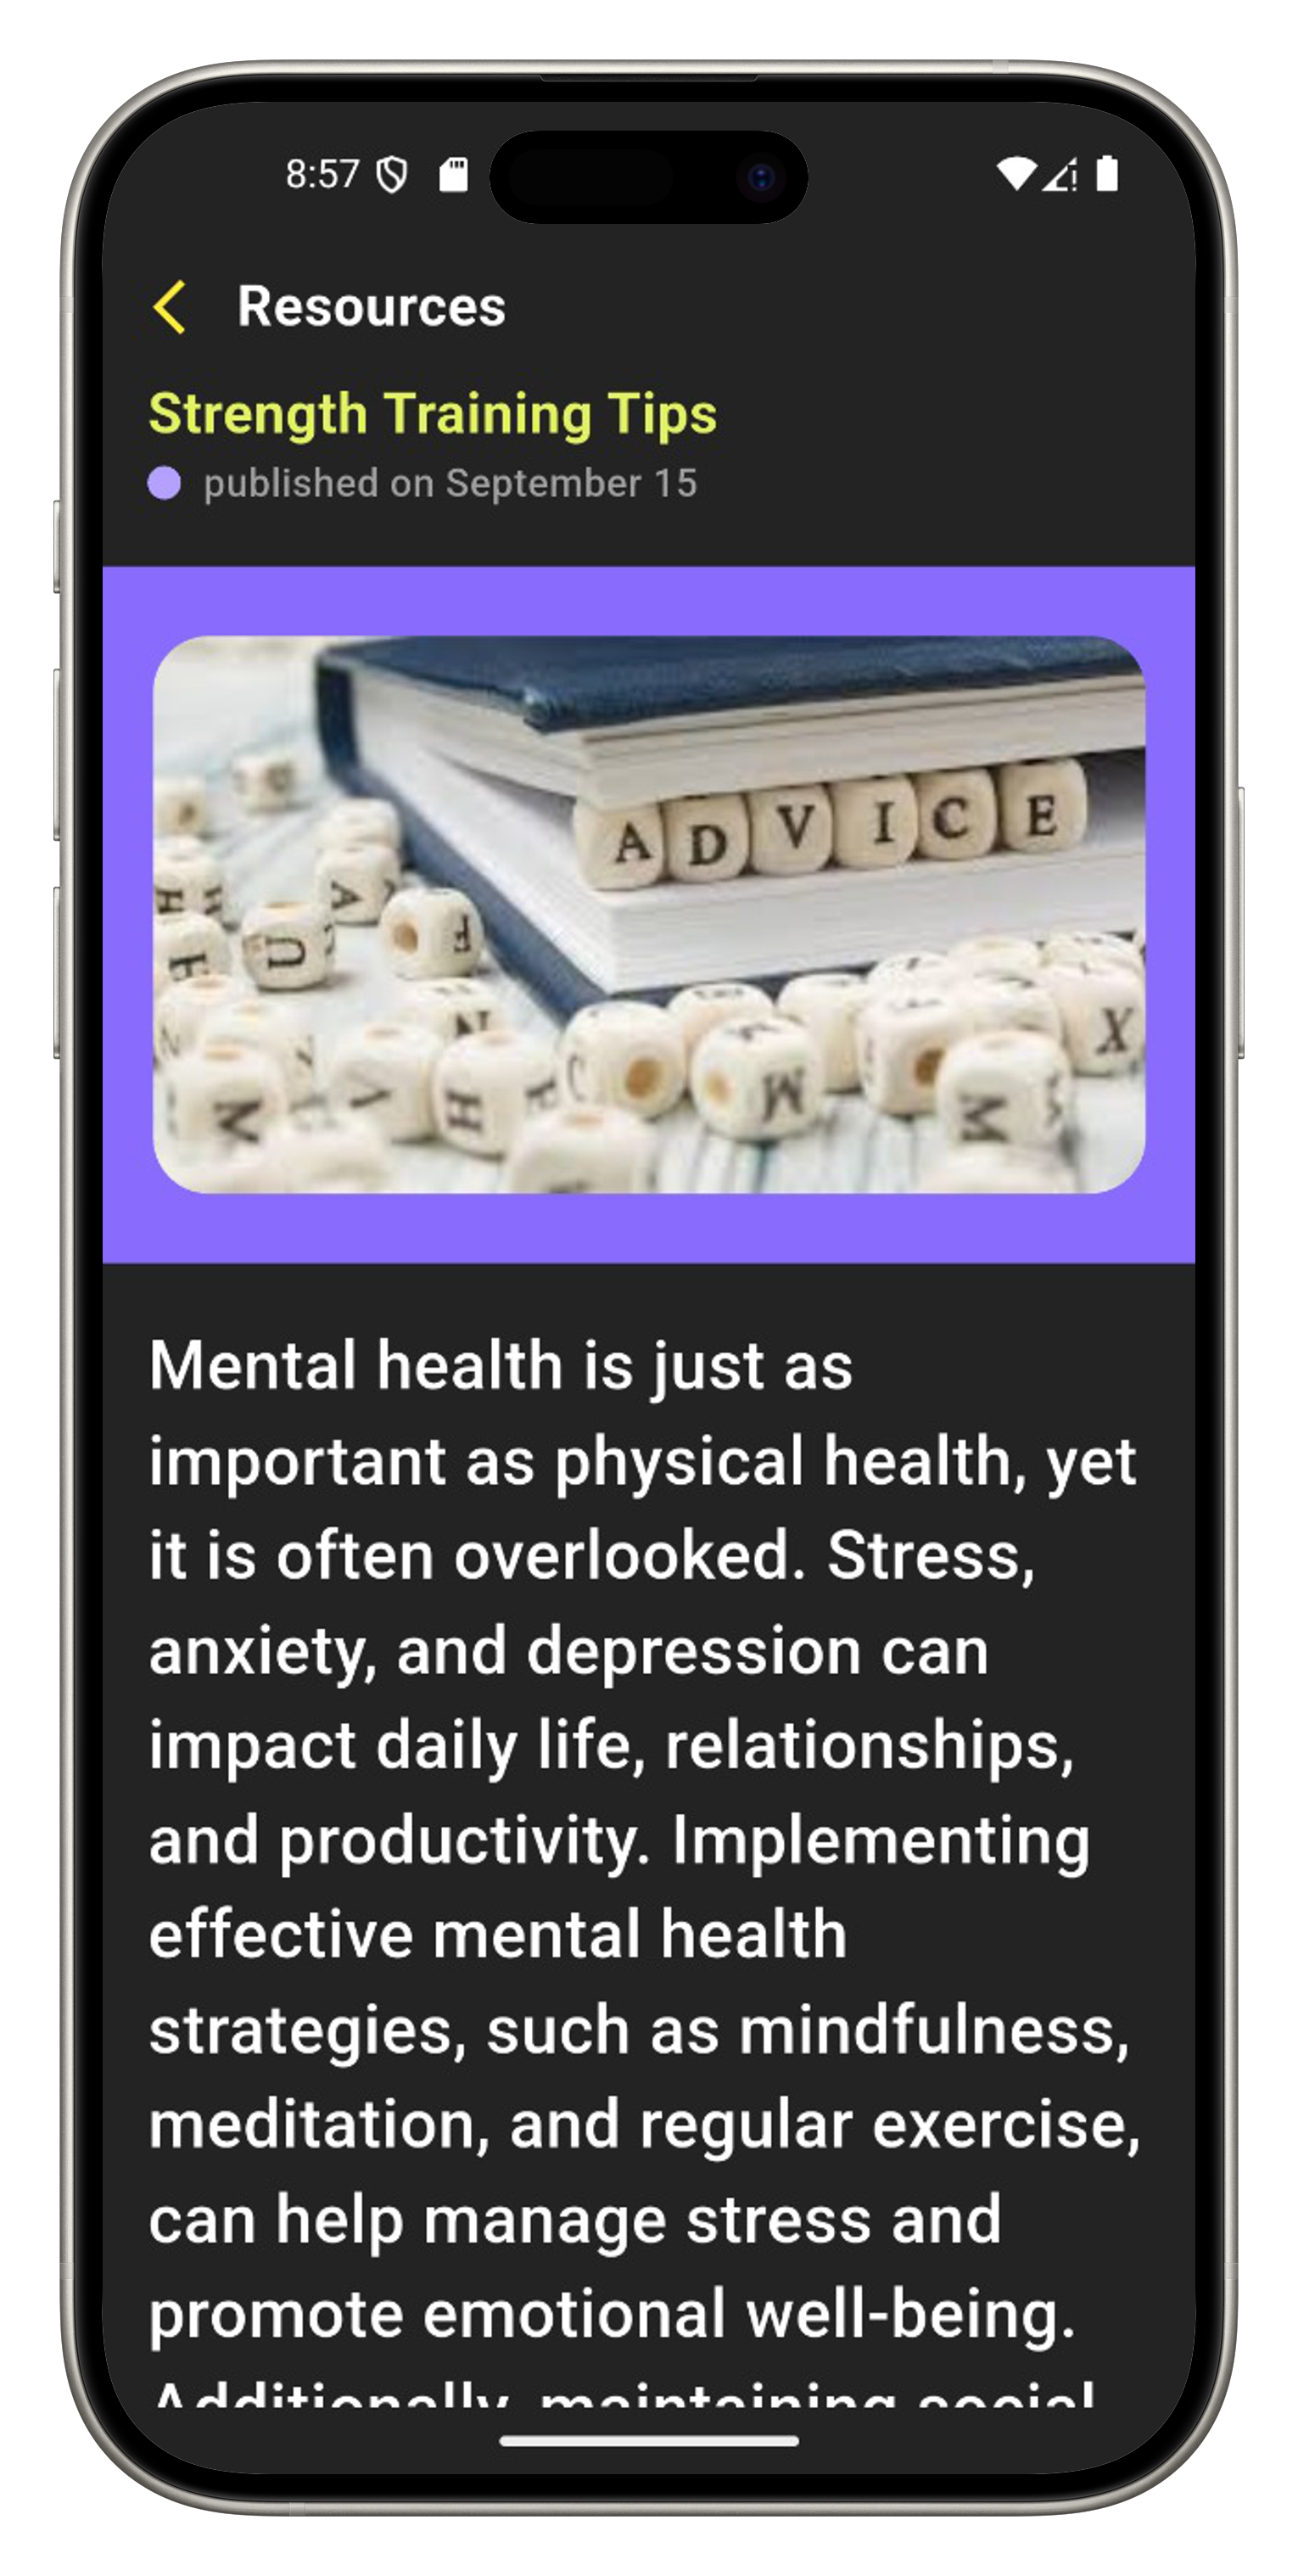 8:57
Resources
Strength Training Tips
published on September 15
ADVICE
Mental health is just as
important as physical health, yet
it is often overlooked. Stress,
anxiety, and depression can
impact daily life, relationships,
and productivity. Implementing
effective mental health
strategies, such as mindfulness,
meditation, and regular exercise,
can help manage stress and
promote emotional well-being.
Additionally, maintaining social